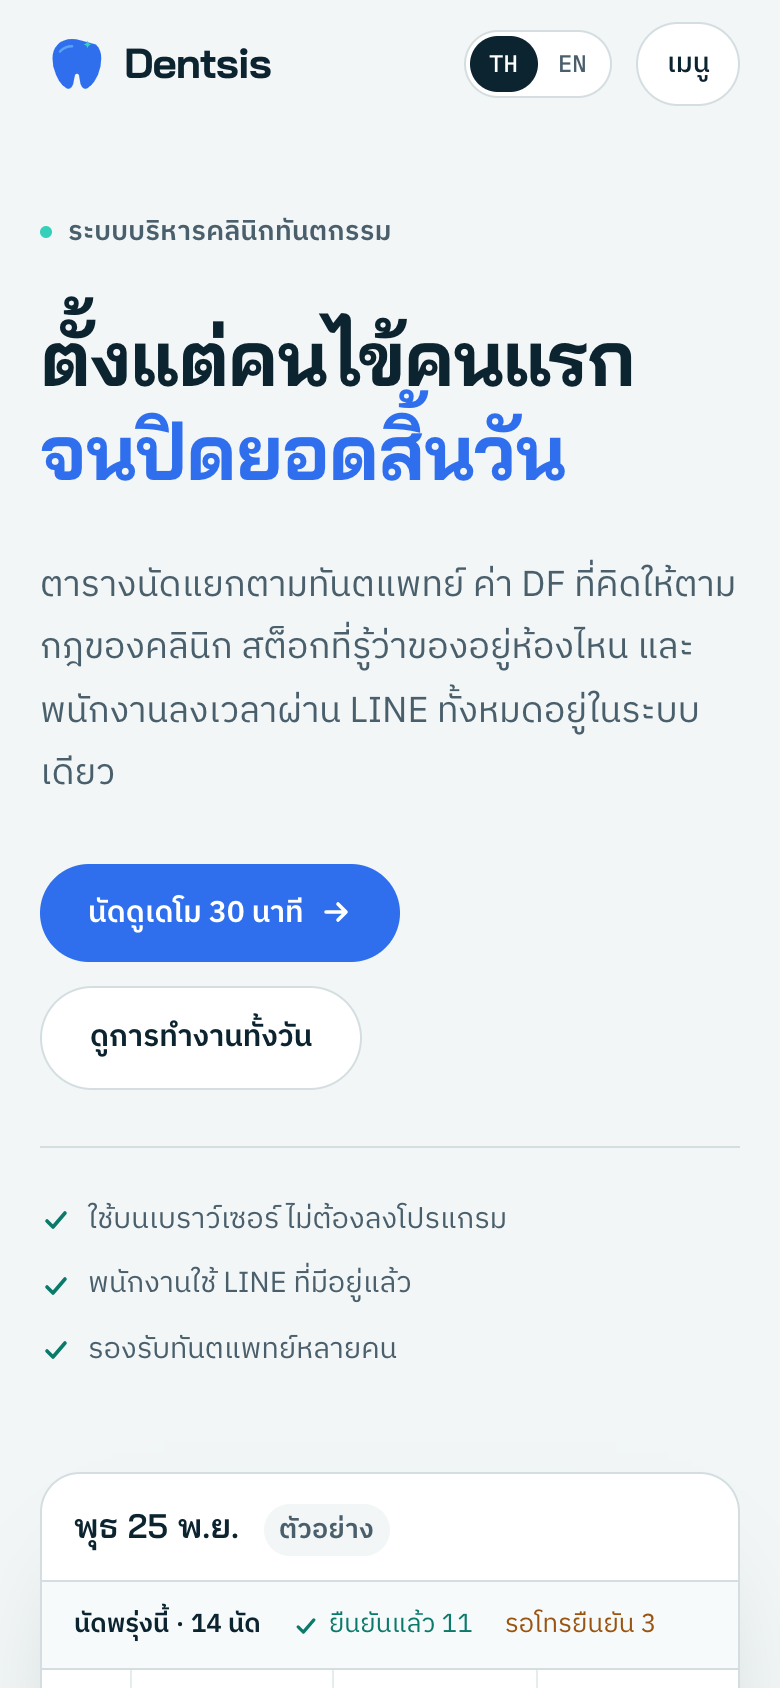 Dentsis
TH EN
เมนู
ระบบบริหารคลินิกทันตกรรม
ตั้งแต่คนไข้คนแรก
จนปิดยอดสิ้นวัน
ตารางนัดแยกตามทันตแพทย์ ค่า DF ที่คิดให้ตาม
กฎของคลินิก สต็อกที่รู้ว่าของอยู่ห้องไหน และ
พนักงานลงเวลาผ่าน LINE ทั้งหมดอยู่ในระบบ
เดียว
นัดดูเดโม 30 นาที →
ดูการทำงานทั้งวัน
ใช้บนเบราว์เซอร์ ไม่ต้องลงโปรแกรม
พนักงานใช้ LINE ที่มีอยู่แล้ว
รองรับทันตแพทย์หลายคน
พุธ 25 พ.ย. ตัวอย่าง
นัดพรุ่งนี้ · 14 นัด ยืนยันแล้ว 11 รอโทรยืนยัน 3